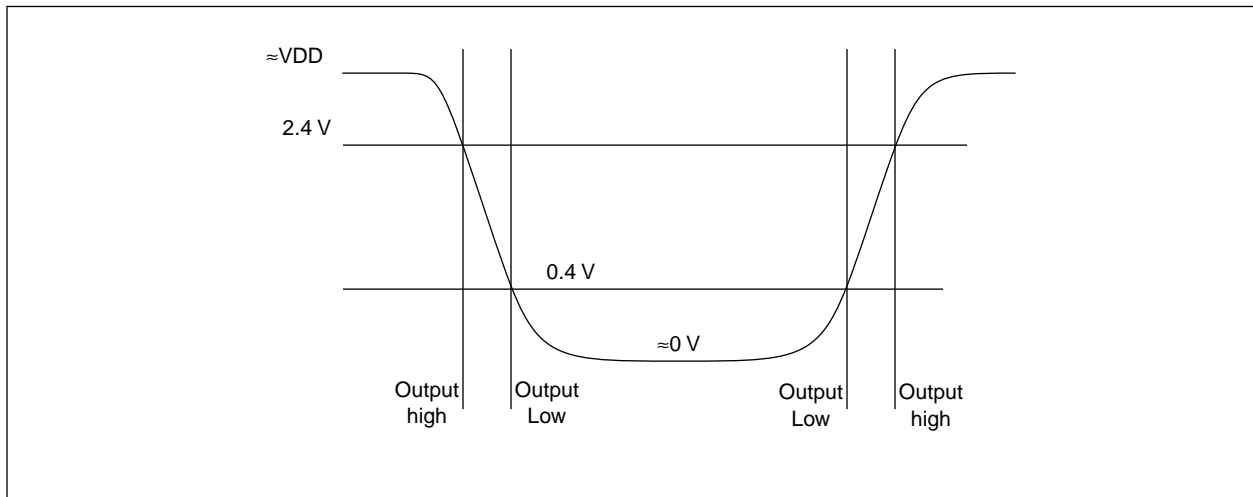 ≈VDD
2.4 V
0.4 V
≈0 V
Output
high
Output
Low
Output
Low
Output
high